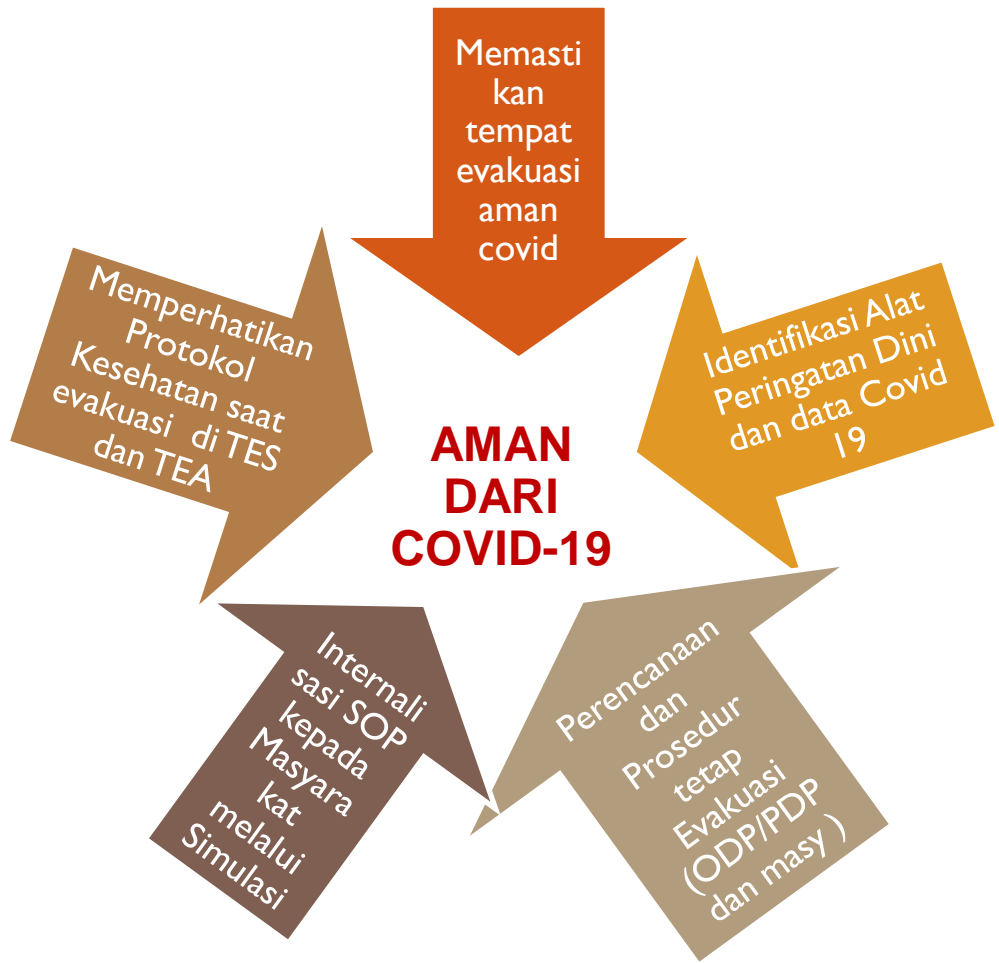 Memasti
kan
tempat
evakuasi
aman
covid
Identifikasi Alat
Peringatan Dini
dan data Covid
19
Perencanaan
dan
Prosedur
tetap
Evakuasi
(ODP/PDP
dan masy )
Internali
sasi SOP
kepada
Masyara
kat
melalui
Simulasi
Memperhatikan
Protokol
Kesehatan saat
evakuasi di TES
dan TEA
AMAN
DARI
COVID-19